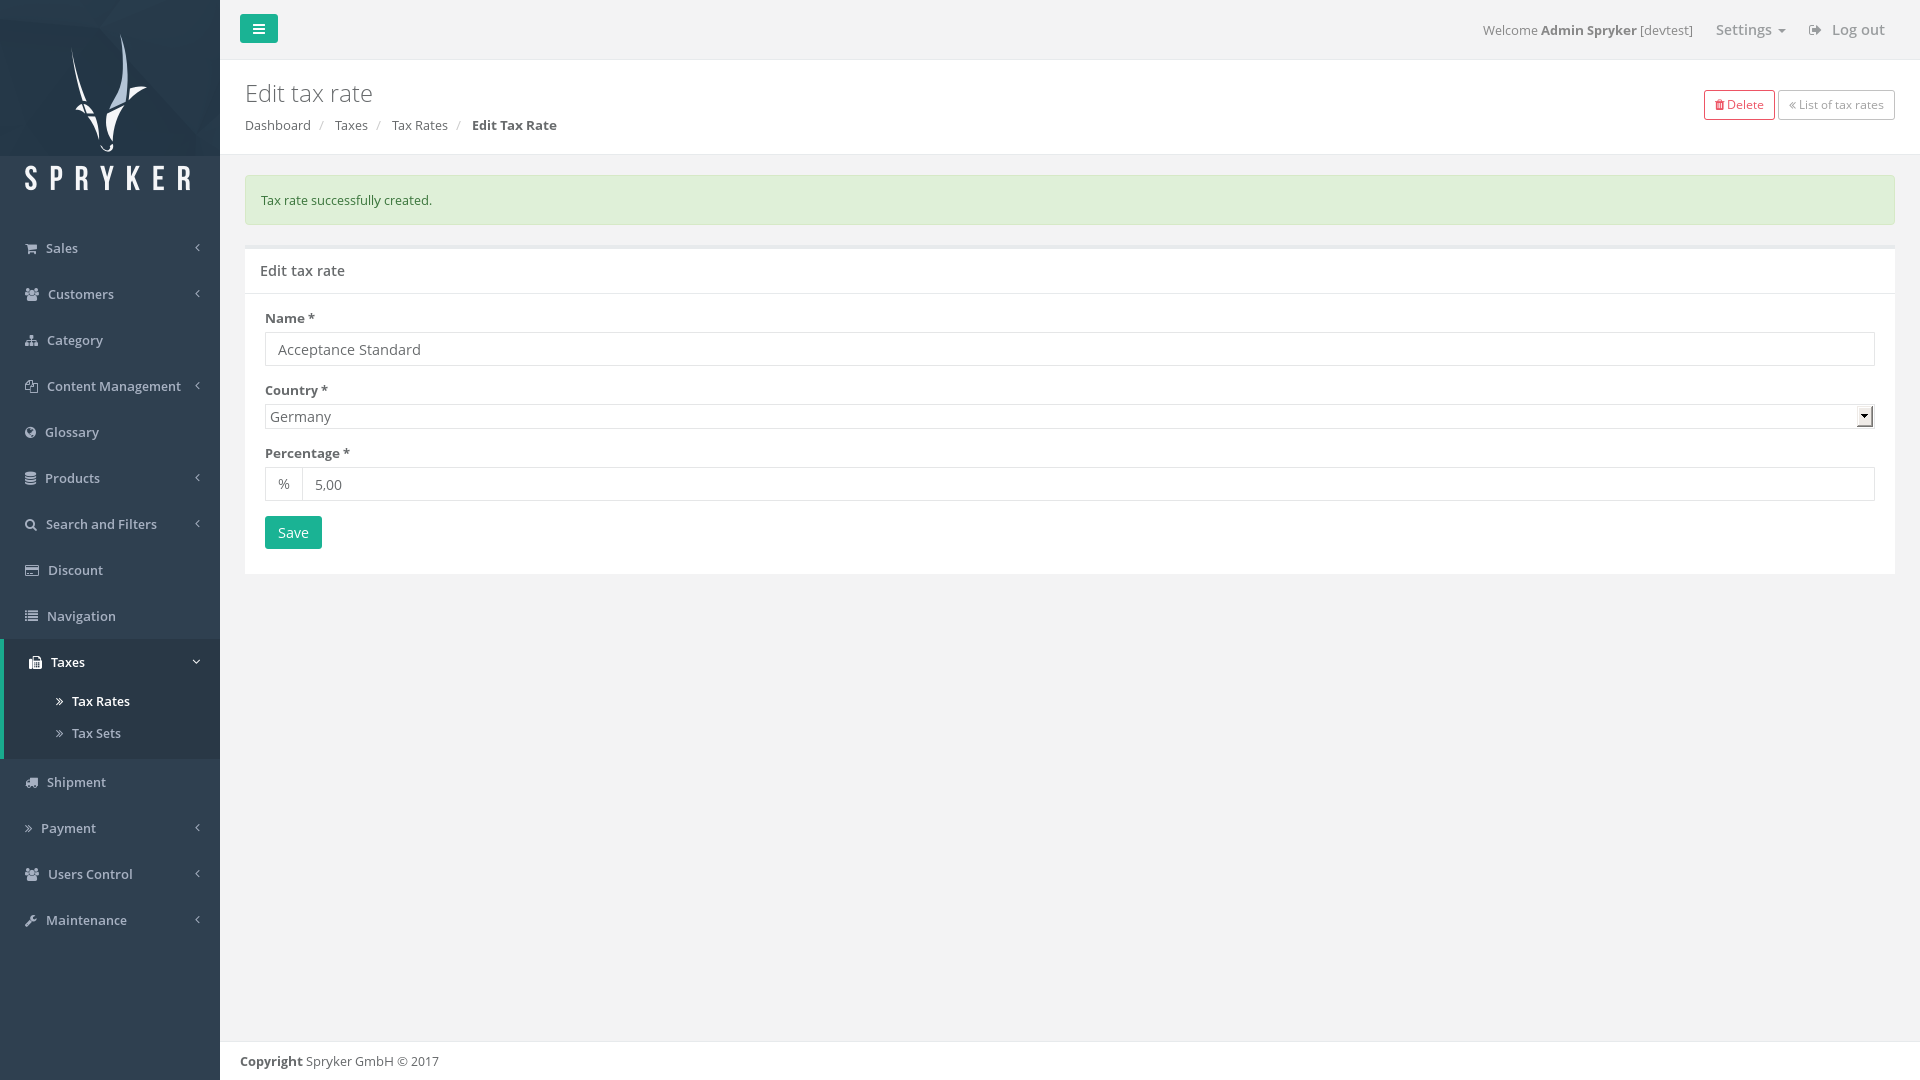 Welcome Admin Spryker [devtest]
Settings
Log out
SPRYKER
Edit tax rate
Dashboard / Taxes / Tax Rates / Edit Tax Rate
Delete
« List of tax rates
Tax rate successfully created.
Sales
Customers
Category
Content Management
Glossary
Products
Search and Filters
Discount
Navigation
Taxes
» Tax Rates
» Tax Sets
Shipment
» Payment
Users Control
Maintenance
Edit tax rate
Name *
Acceptance Standard
Country *
Germany
Percentage *
% 5,00
Save
Copyright Spryker GmbH © 2017